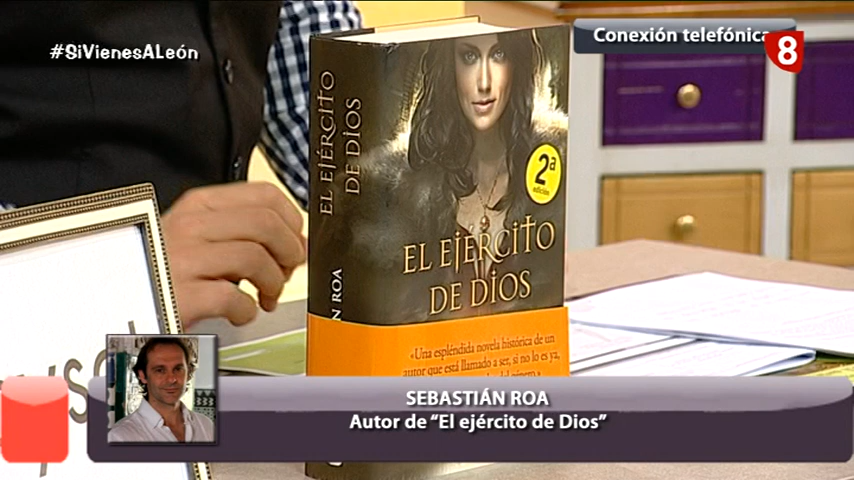 #SiVienesALeón
Conexión telefónica
8
EL EJÉRCITO
DE DIOS
ROA
2ª
edición
EL EJÉRCITO
DE DIOS
«Una espléndida novela histórica de un
autor que está llamado a ser, si no lo es ya,
SEBASTIÁN ROA
Autor de “El ejército de Dios”